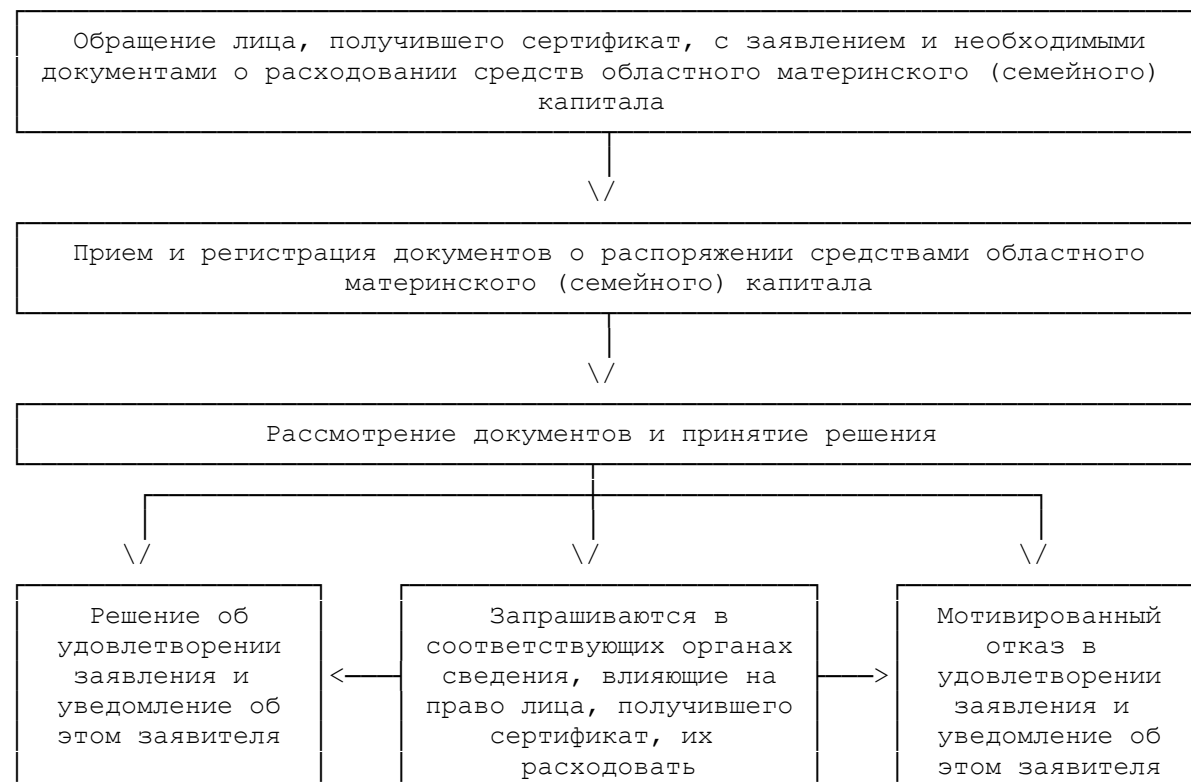 Обращение лица, получившего сертификат, с заявлением и необходимыми
документами о расходовании средств областного материнского (семейного)
капитала
Прием и регистрация документов о распоряжении средствами областного
материнского (семейного) капитала
Рассмотрение документов и принятие решения
Решение об
удовлетворении
заявления и
уведомление об
этом заявителя
Запрашиваются в
соответствующих органах
сведения, влияющие на
право лица, получившего
сертификат, их
расходовать
Мотивированный
отказ в
удовлетворении
заявления и
уведомление об
этом заявителя